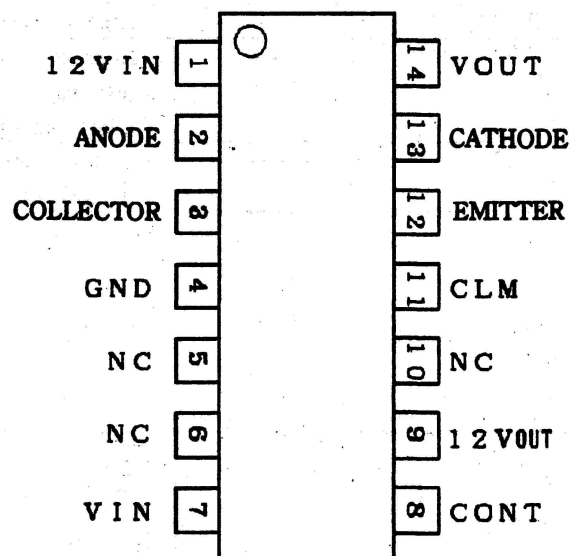 12VIN 1 14 VOUT
ANODE 2 13 CATHODE
COLLECTOR 3 12 EMITTER
GND 4 11 CLM
NC 5 10 NC
NC 6 9 12VOUT
VIN 7 8 CONT